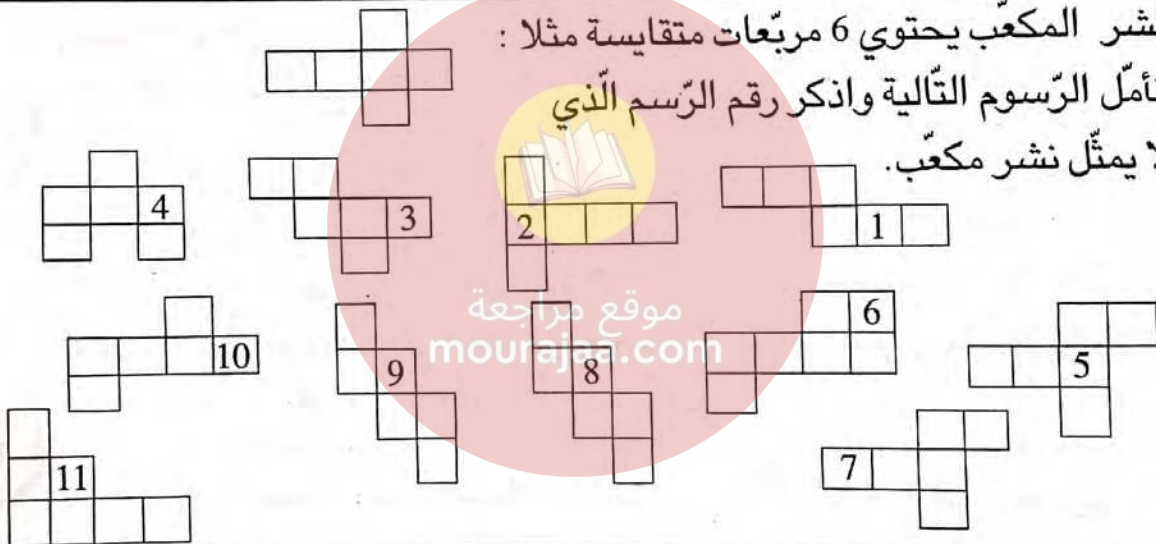 نشر المكعّب يحتوي 6 مربّعات متقايسة مثلا :
تأمّل الرّسوم التّالية واذكر رقم الرّسم الّذي
لا يمثّل نشر مكعّب.
4
3
2
1
موقع مراجعة
mourajaa.com
10
9
8
6
5
11
7